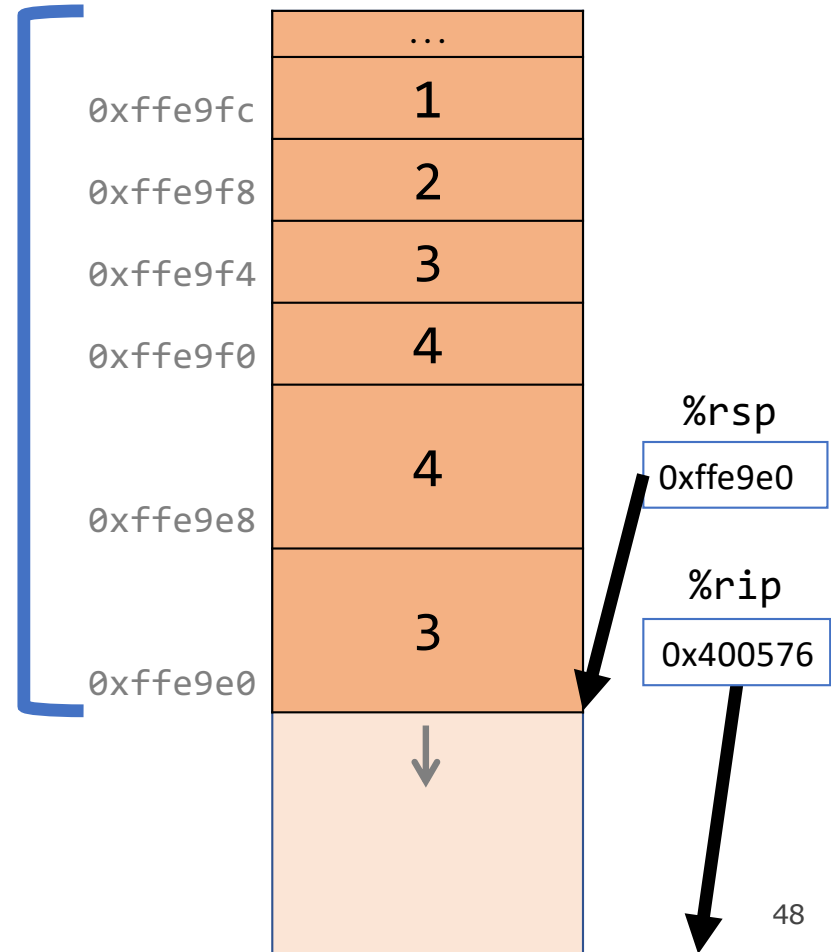 ...
0xffe9fc 1
0xffe9f8 2
0xffe9f4 3
0xffe9f0 4
%rsp
4 0xffe9e0
0xffe9e8
%rip
3 0x400576
0xffe9e0
48